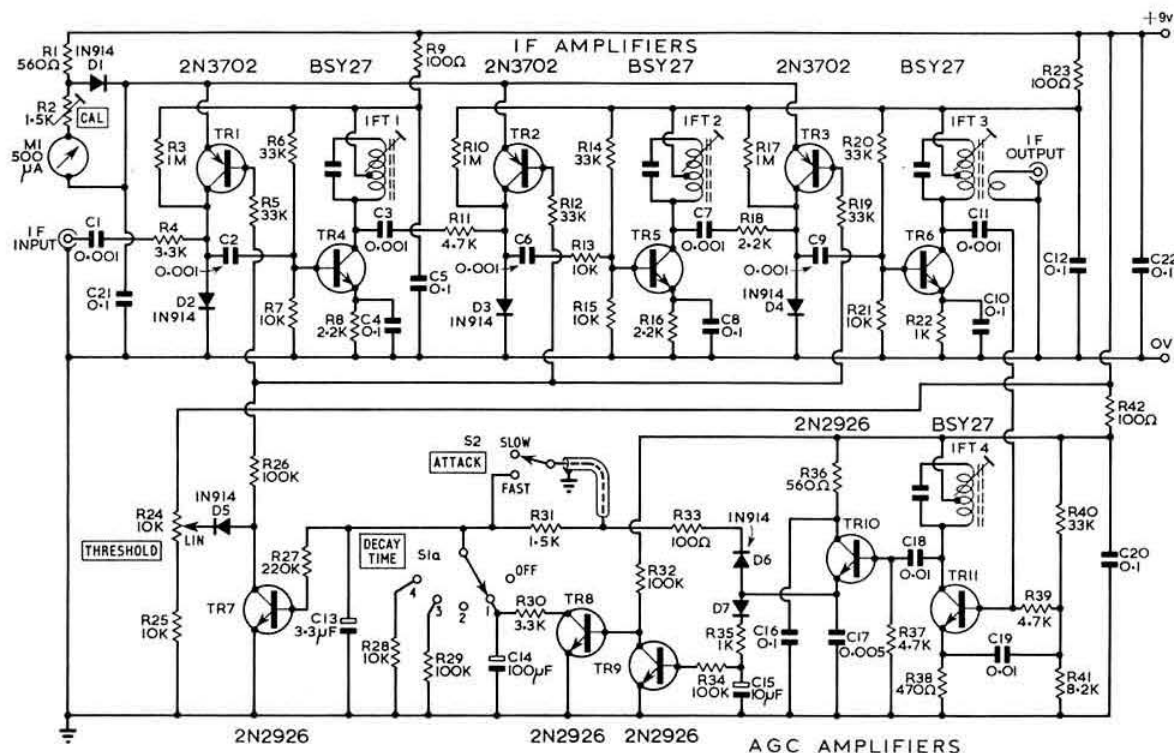 +9v
IF AMPLIFIERS
R1
560Ω
1N914
D1
2N3702
BSY27
R9
100Ω
2N3702
BSY27
2N3702
R23
100Ω
BSY27
R2
1.5K
CAL
M1
500
µA
R3
1M
TR1
R6
33K
IFT 1
R10
1M
TR2
R14
33K
IFT 2
R17
1M
TR3
R20
33K
IFT 3
IF
OUTPUT
R5
33K
R12
33K
R19
33K
IF
INPUT
C1
0.001
R4
3.3K
C2
0.001
C3
0.001
R11
4.7K
C6
0.001
R13
10K
C7
0.001
R18
2.2K
C9
0.001
C11
0.001
TR4
TR5
TR6
C21
0.1
D2
1N914
R7
10K
R8
2.2K
C4
0.1
C5
0.1
D3
1N914
R15
10K
R16
2.2K
C8
0.1
1N914
D4
R21
10K
R22
1K
C10
0.1
C12
0.1
C22
0.1
0V
R42
100Ω
2N2926
BSY27
S2
ATTACK
SLOW
FAST
R26
100K
R36
560Ω
IFT 4
R24
10K
LIN
THRESHOLD
1N914
D5
R27
220K
DECAY
TIME
S1a
OFF
4
3
2
1
R31
1.5K
R33
100Ω
1N914
D6
TR10
R40
33K
C18
0.01
TR11
C20
0.1
R32
100K
R30
3.3K
TR8
D7
R35
1K
C16
0.1
C17
0.005
R37
4.7K
R39
4.7K
C19
0.01
R25
10K
TR7
C13
3.3µF
R28
10K
R29
100K
C14
100µF
TR9
R34
100K
C15
10µF
R38
470Ω
R41
8.2K
2N2926
2N2926
2N2926
AGC AMPLIFIERS